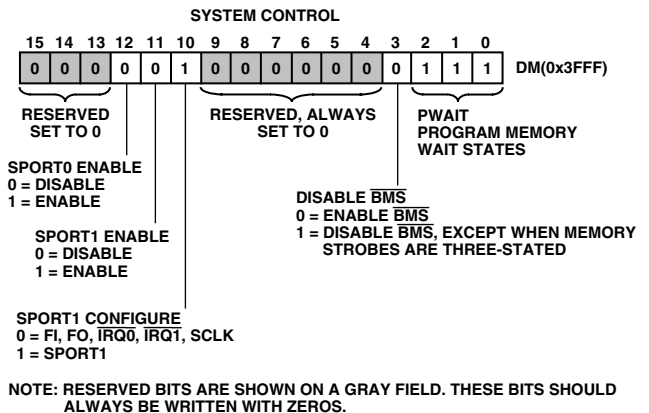 SYSTEM CONTROL
15 14 13 12 11 10 9 8 7 6 5 4 3 2 1 0
0 0 0 0 0 1 0 0 0 0 0 0 0 1 1 1 DM(0x3FFF)
RESERVED
SET TO 0
RESERVED, ALWAYS
SET TO 0
PWAIT
PROGRAM MEMORY
WAIT STATES
SPORT0 ENABLE
0 = DISABLE
1 = ENABLE
DISABLE BMS
0 = ENABLE BMS
1 = DISABLE BMS, EXCEPT WHEN MEMORY
STROBES ARE THREE-STATED
SPORT1 ENABLE
0 = DISABLE
1 = ENABLE
SPORT1 CONFIGURE
0 = FI, FO, IRQ0, IRQ1, SCLK
1 = SPORT1
NOTE: RESERVED BITS ARE SHOWN ON A GRAY FIELD. THESE BITS SHOULD
ALWAYS BE WRITTEN WITH ZEROS.